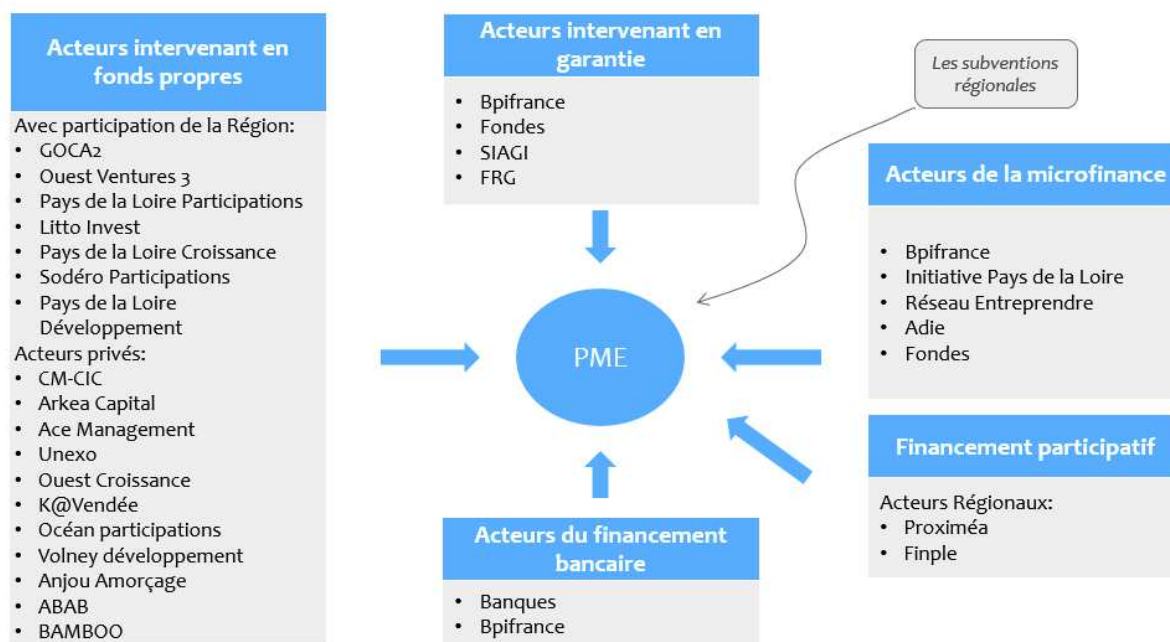 Acteurs intervenant en
fonds propres
Avec participation de la Région:
• GOCA2
• Ouest Ventures 3
• Pays de la Loire Participations
• Litto Invest
• Pays de la Loire Croissance
• Sodéro Participations
• Pays de la Loire
Développement
Acteurs privés:
• CM-CIC
• Arkea Capital
• Ace Management
• Unexo
• Ouest Croissance
• K@Vendée
• Océan participations
• Volney développement
• Anjou Amorçage
• ABAB
• BAMBOO
Acteurs intervenant en
garantie
• Bpifrance
• Fondes
• SIAGI
• FRG
PME
Acteurs du financement
bancaire
• Banques
• Bpifrance
Les subventions
régionales
Acteurs de la microfinance
• Bpifrance
• Initiative Pays de la Loire
• Réseau Entreprendre
• Adie
• Fondes
Financement participatif
Acteurs Régionaux:
• Proximéa
• Finple